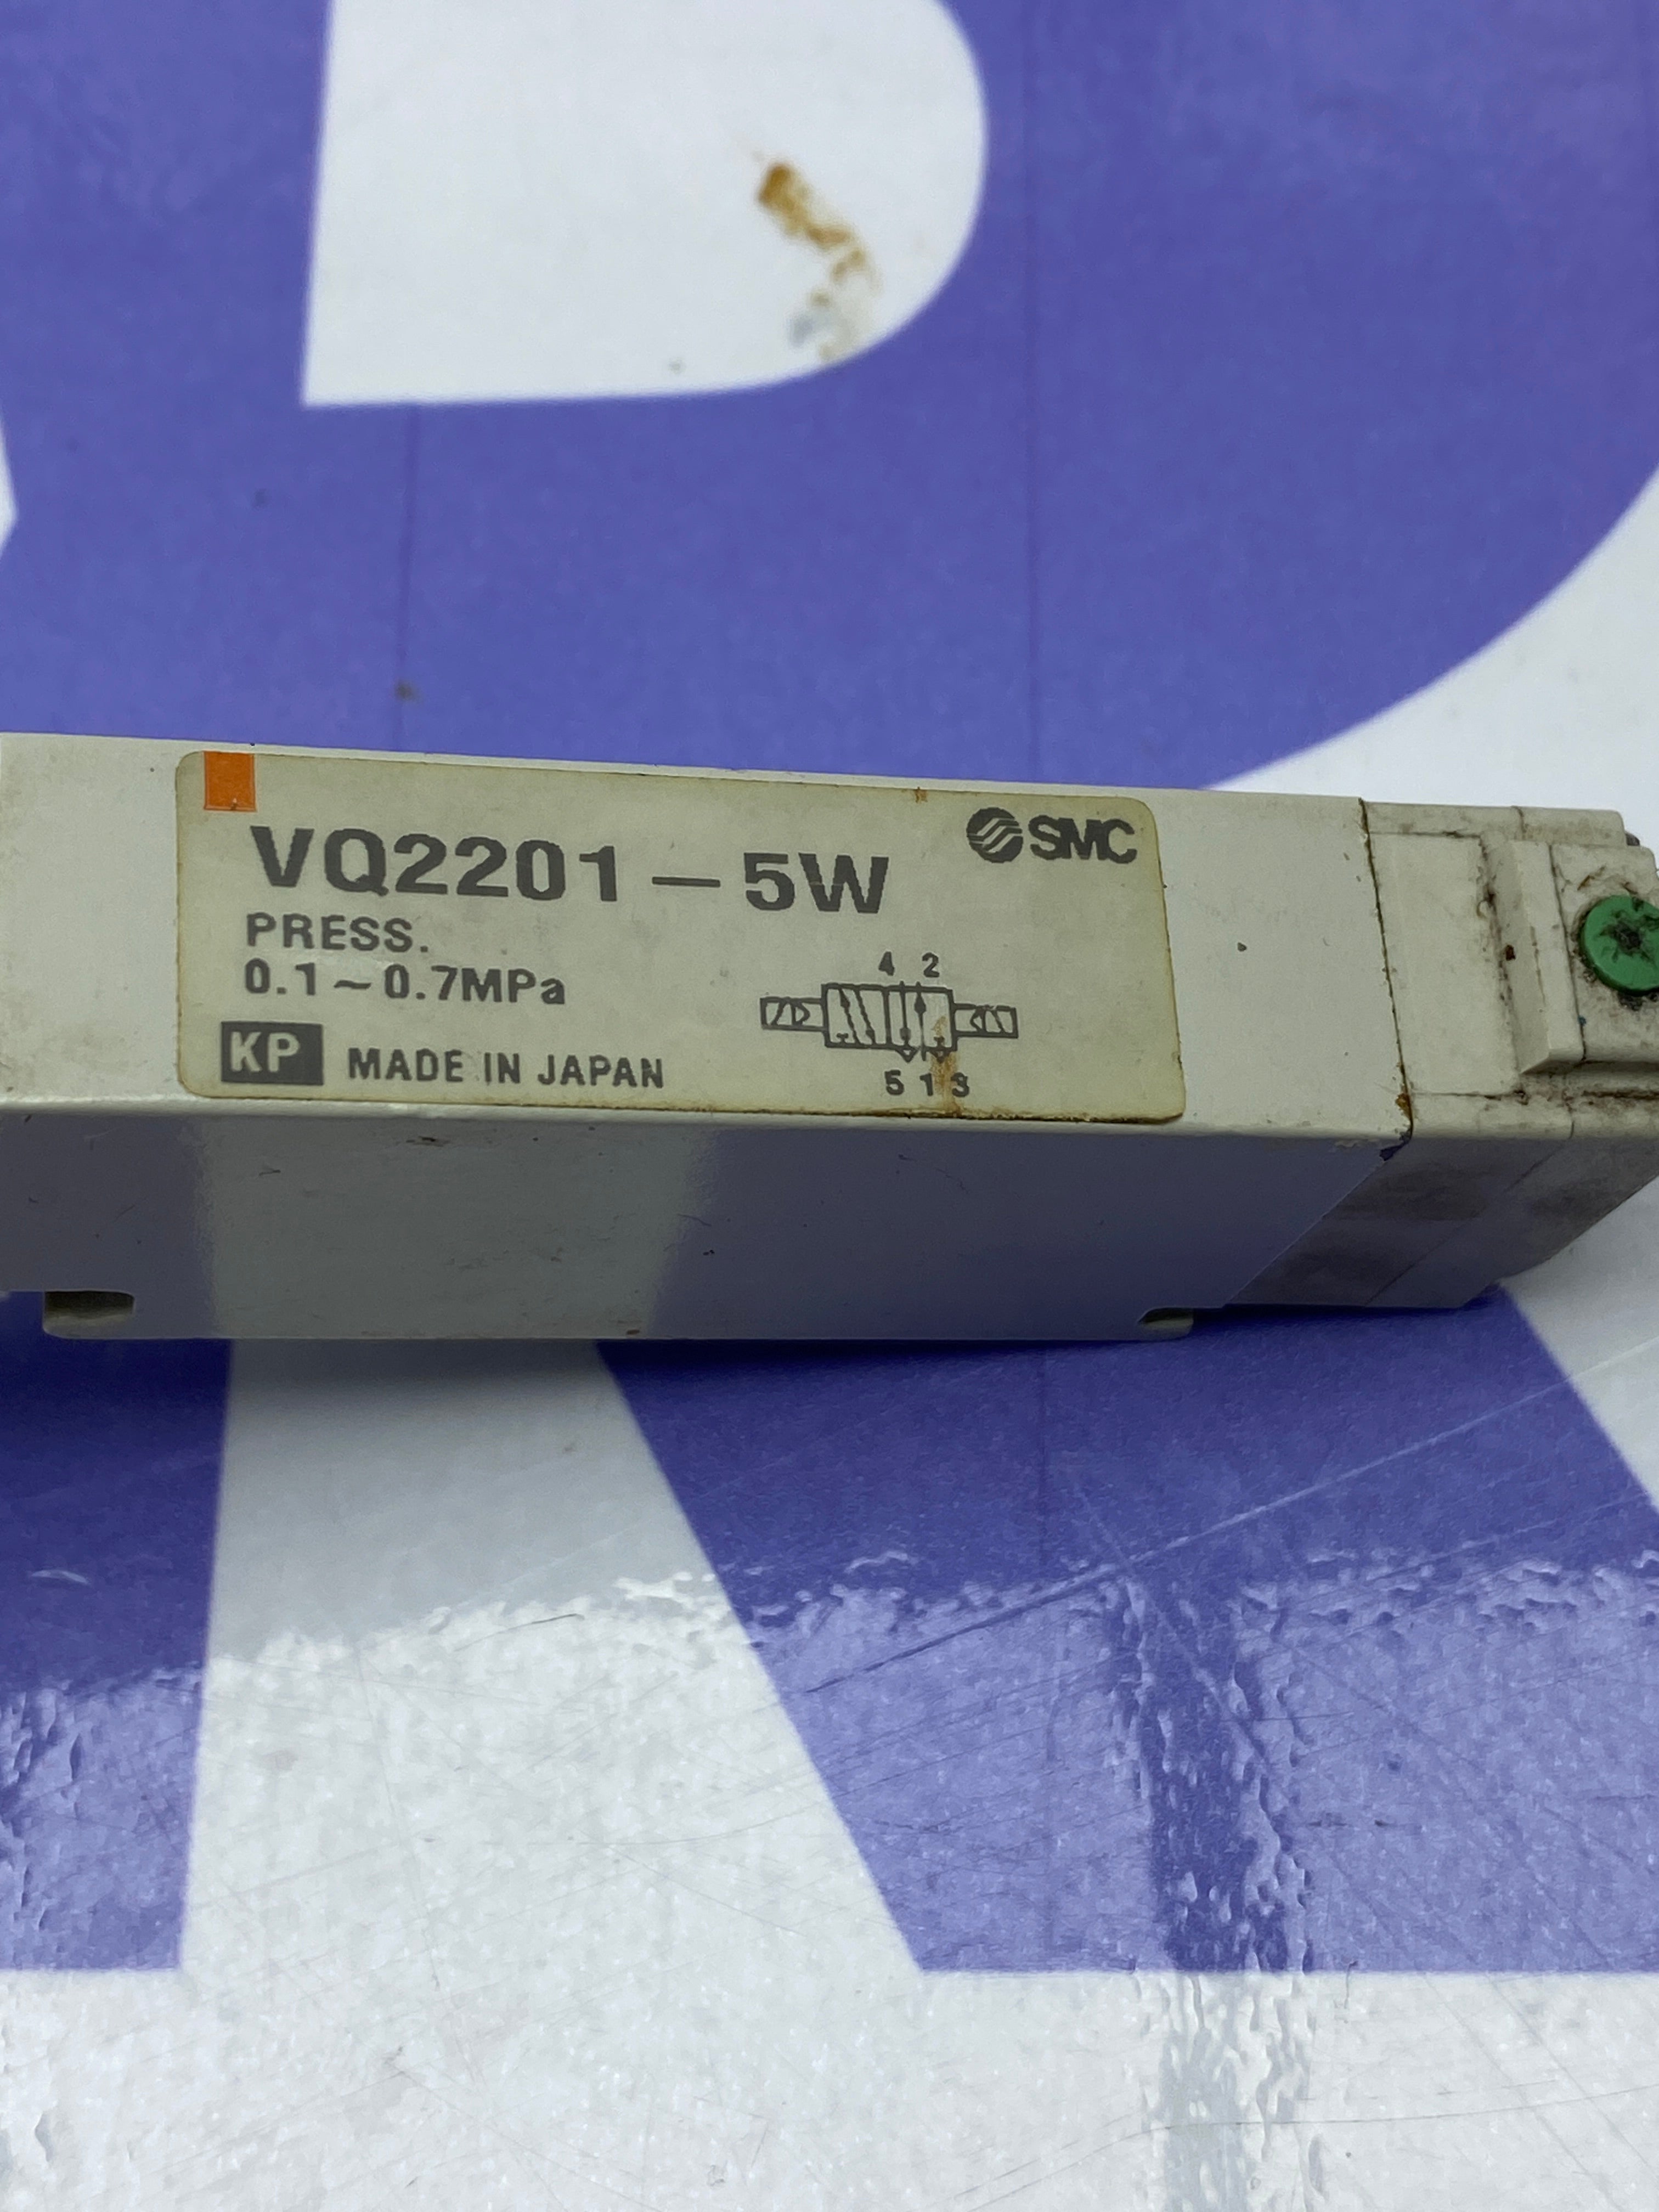 VQ2201-5W
SMC
PRESS.
0.1~0.7MPa
4 2
5 1 3
KP MADE IN JAPAN